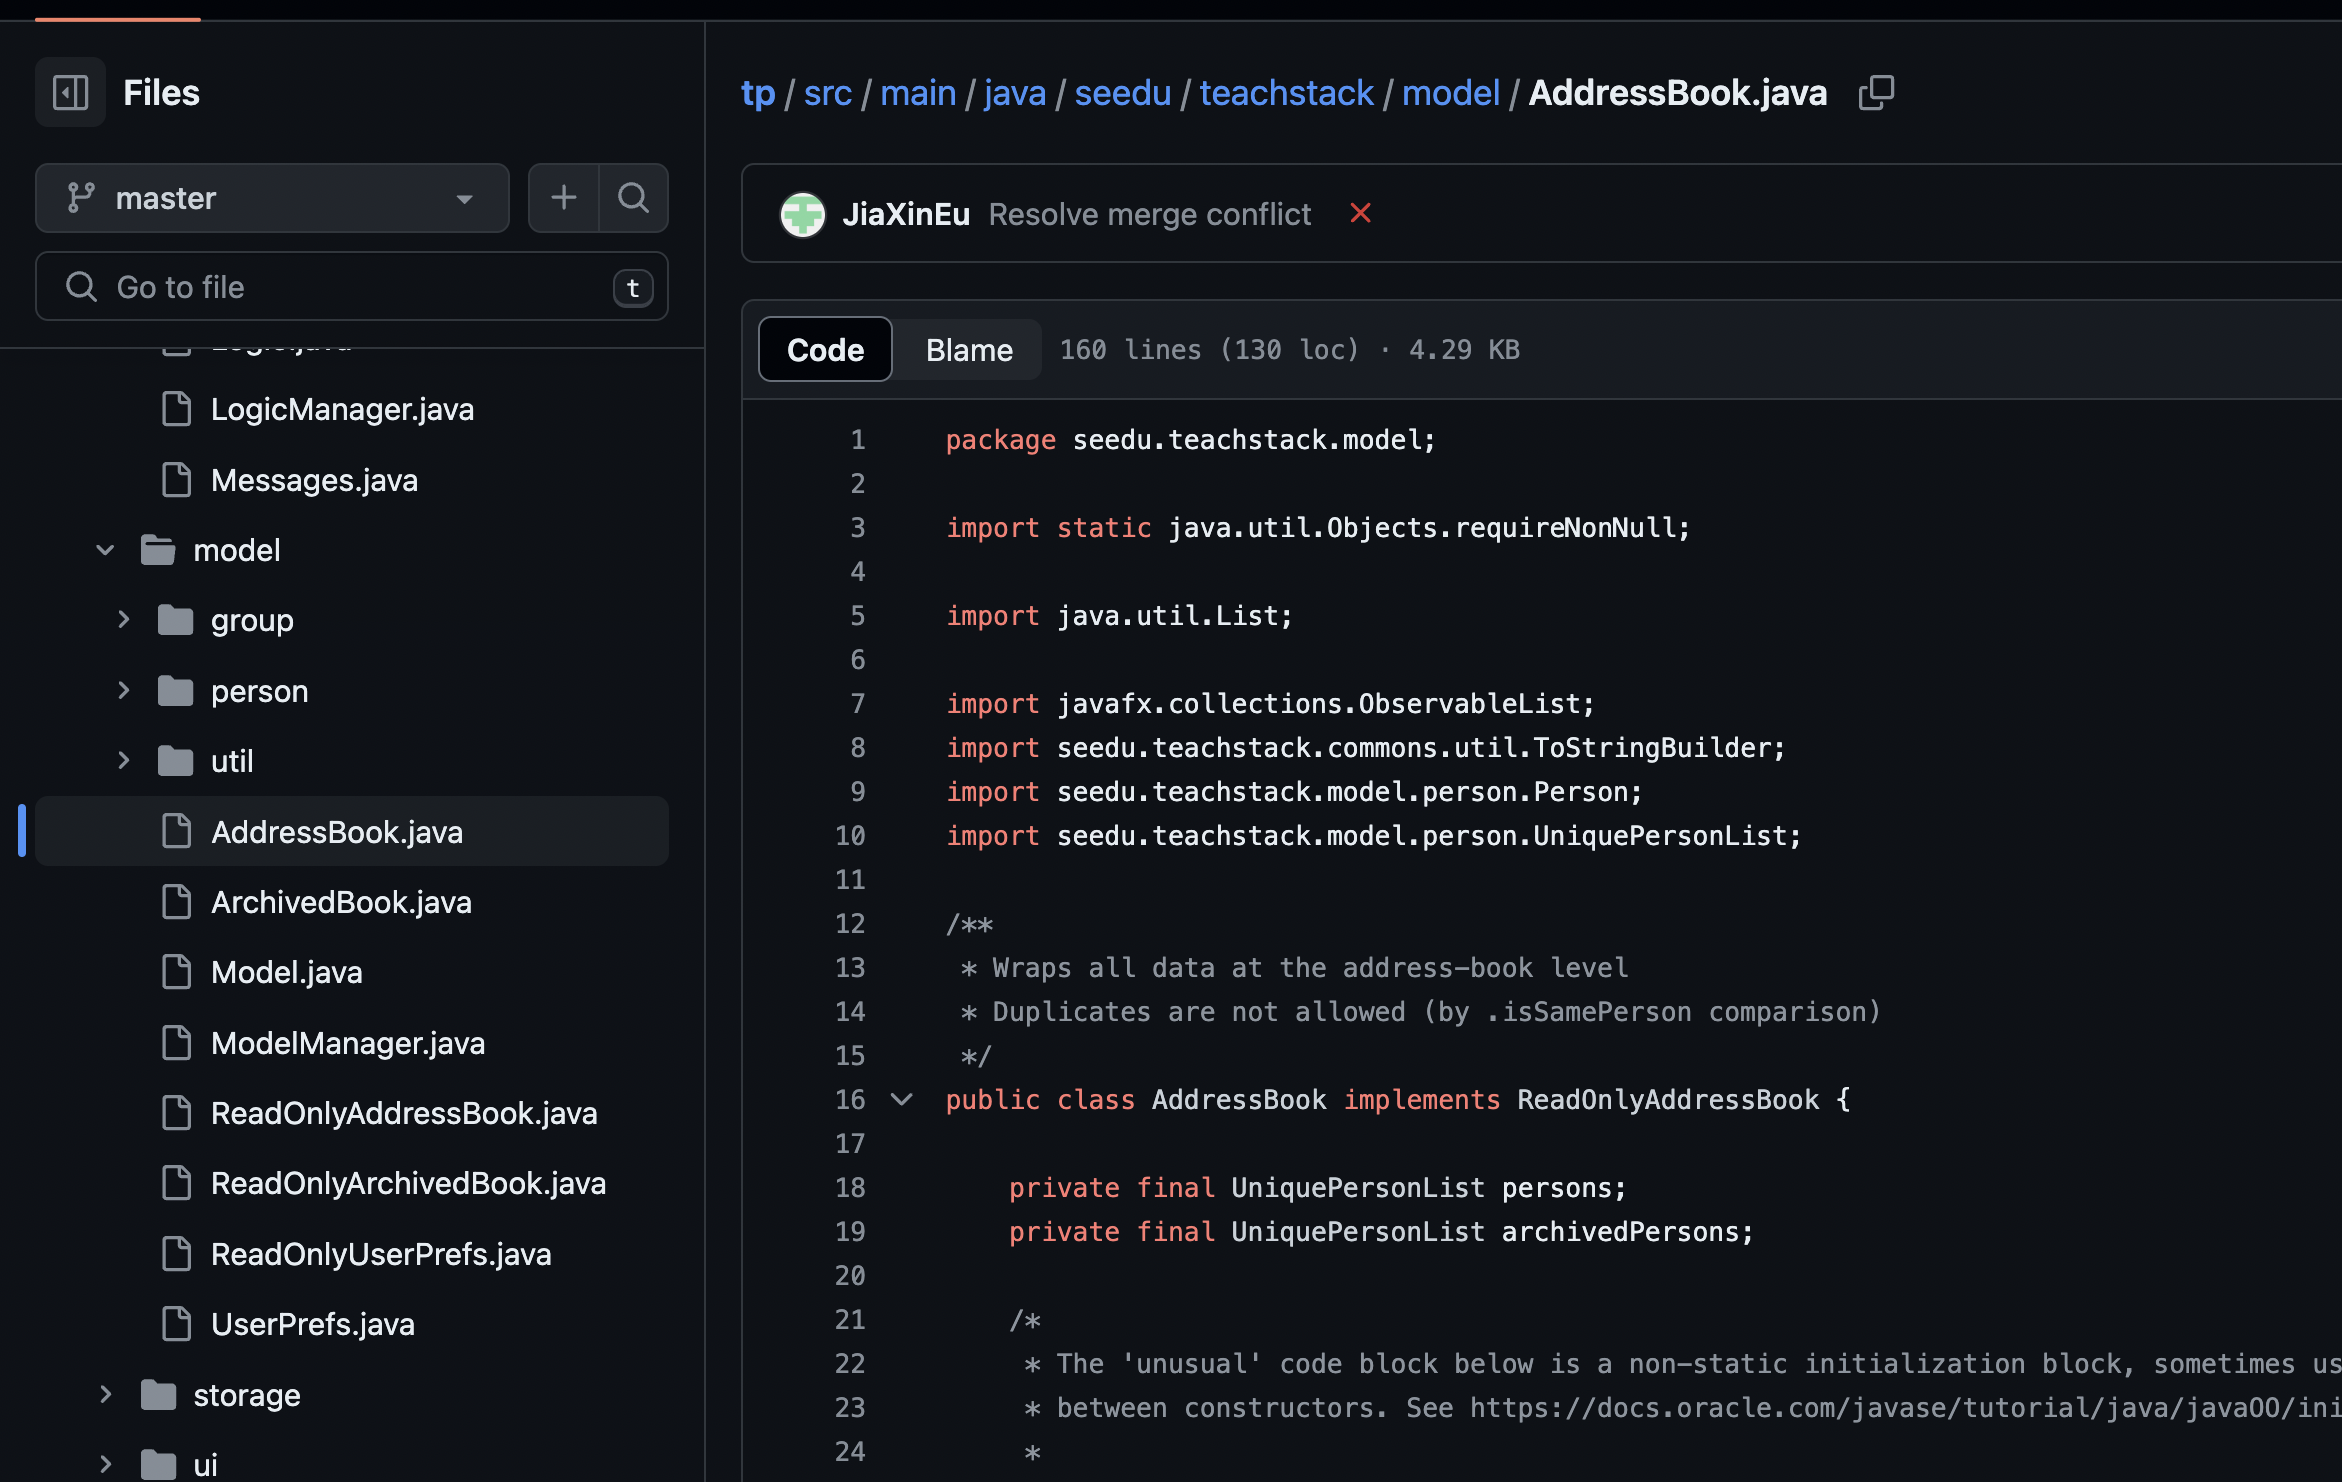 Files
master
Go to file
t
LogicManager.java
Messages.java
model
group
person
util
AddressBook.java
ArchivedBook.java
Model.java
ModelManager.java
ReadOnlyAddressBook.java
ReadOnlyArchivedBook.java
ReadOnlyUserPrefs.java
UserPrefs.java
storage
ui
tp / src / main / java / seedu / teachstack / model / AddressBook.java
JiaXinEu Resolve merge conflict
Code Blame 160 lines (130 loc) · 4.29 KB
1 package seedu.teachstack.model;
2
3 import static java.util.Objects.requireNonNull;
4
5 import java.util.List;
6
7 import javafx.collections.ObservableList;
8 import seedu.teachstack.commons.util.ToStringBuilder;
9 import seedu.teachstack.model.person.Person;
10 import seedu.teachstack.model.person.UniquePersonList;
11
12 /**
13 * Wraps all data at the address-book level
14 * Duplicates are not allowed (by .isSamePerson comparison)
15 */
16 public class AddressBook implements ReadOnlyAddressBook {
17
18 private final UniquePersonList persons;
19 private final UniquePersonList archivedPersons;
20
21 /*
22 * The 'unusual' code block below is a non-static initialization block, sometimes us
23 * between constructors. See https://docs.oracle.com/javase/tutorial/java/javaOO/ini
24 *